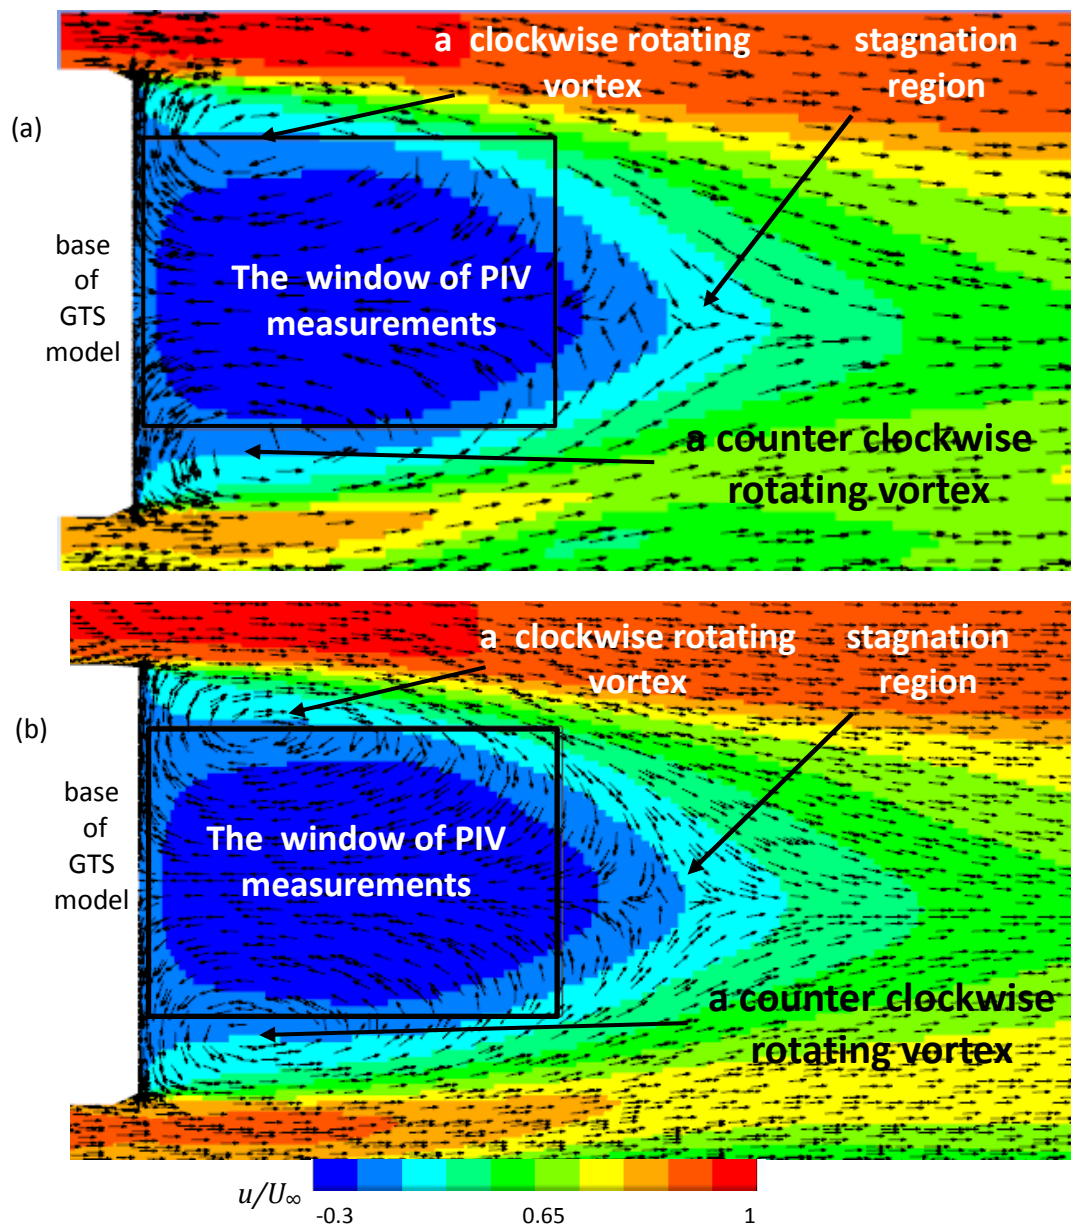 a clockwise rotating
vortex
stagnation
region
(a)
base
of
GTS
model
The window of PIV
measurements
a counter clockwise
rotating vortex
a clockwise rotating
vortex
stagnation
region
(b)
base
of
GTS
model
The window of PIV
measurements
a counter clockwise
rotating vortex
u/U∞
-0.3 0.65 1